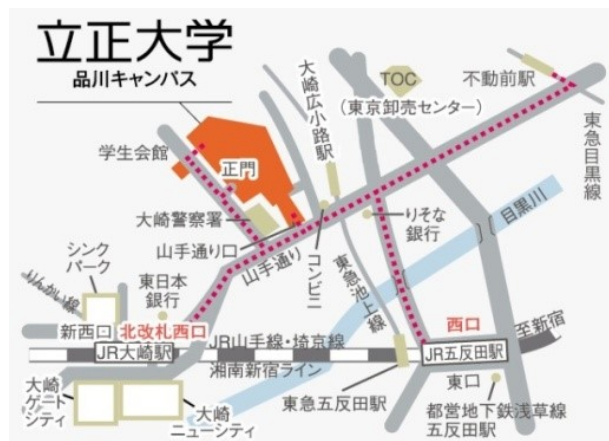 立正大学
品川キャンパス
学生会館
正門
大崎広小路駅
TOC
(東京卸売センター)
不動前駅
東急目黒線
大崎警察署
山手通り口
山手通り
コンビニ
りそな
銀行
目黒川
東急池上線
シンク
パーク
りんかい線
東日本
銀行
新西口
北改札西口
JR大崎駅
JR山手線・埼京線
湘南新宿ライン
西口
JR五反田駅
至新宿
東口
東急五反田駅
都営地下鉄浅草線
五反田駅
大崎
ゲート
シティ
大崎
ニューシティ